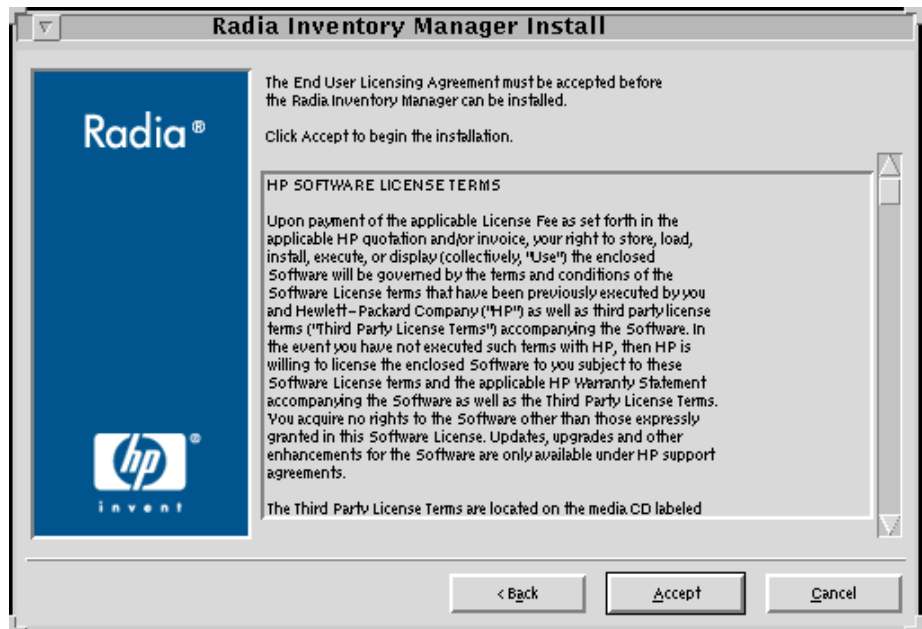 Radia Inventory Manager Install
The End User Licensing Agreement must be accepted before
the Radia Inventory Manager can be installed.
Click Accept to begin the installation.
Radia®
HP SOFTWARE LICENSE TERMS
Upon payment of the applicable License Fee as set forth in the
applicable HP quotation and/or invoice, your right to store, load,
install, execute, or display (collectively, "Use") the enclosed
Software will be governed by the terms and conditions of the
Software License terms that have been previously executed by you
and Hewlett-Packard Company ("HP") as well as third party license
terms ("Third Party License Terms") accompanying the Software. In
the event you have not executed such terms with HP, then HP is
willing to license the enclosed Software to you subject to these
Software License terms and the applicable HP Warranty Statement
accompanying the Software as well as the Third Party License Terms.
You acquire no rights to the Software other than those expressly
granted in this Software License. Updates, upgrades and other
enhancements for the Software are only available under HP support
agreements.
The Third Party License Terms are located on the media CD labeled
hp®
invent
< Back
Accept
Cancel